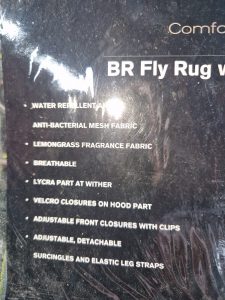 Comfo
BR Fly Rug w
• WATER REPELLENT AN
ANTI-BACTERIAL MESH FABRIC
• LEMONGRASS FRAGRANCE FABRIC
• BREATHABLE
• LYCRA PART AT WITHER
• VELCRO CLOSURES ON HOOD PART
• ADJUSTABLE FRONT CLOSURES WITH CLIPS
• ADJUSTABLE, DETACHABLE
SURCINGLES AND ELASTIC LEG STRAPS